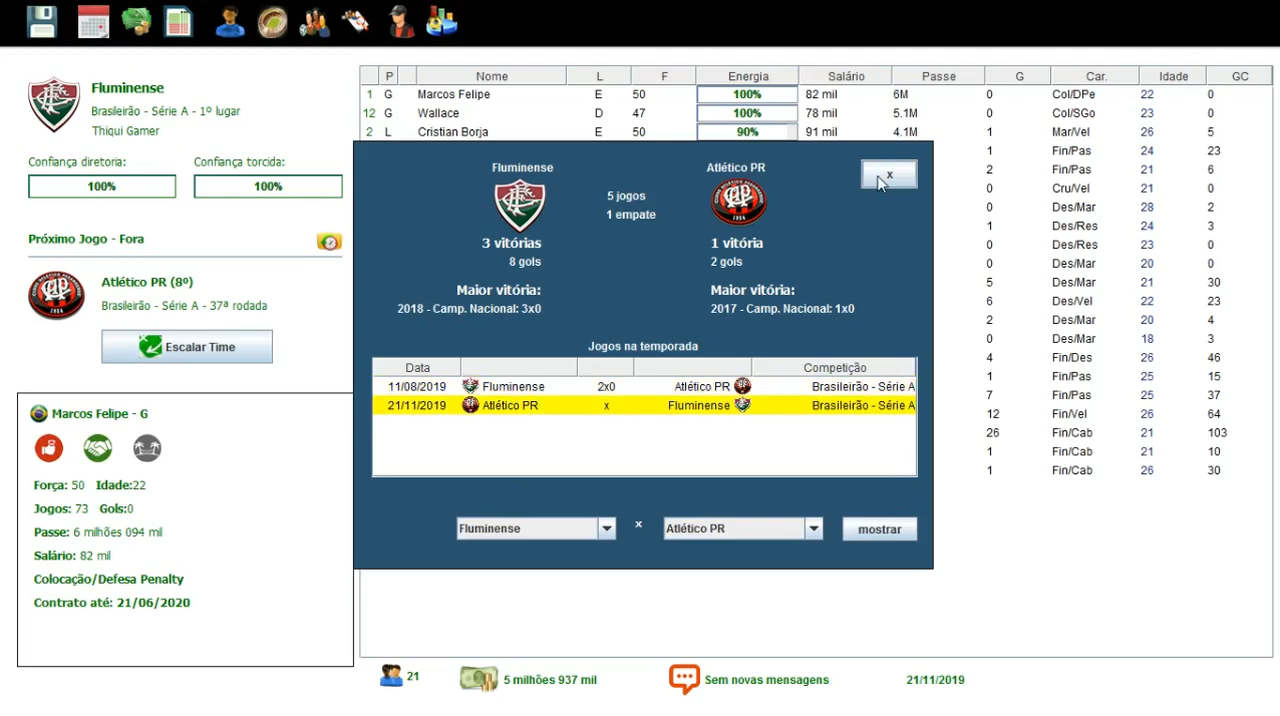 Fluminense
Brasileirão - Série A - 1º lugar
Thiqui Gamer
Confiança diretoria:
Confiança torcida:
100%
100%
Próximo Jogo - Fora
Atlético PR (8º)
Brasileirão - Série A - 37ª rodada
Escalar Time
Marcos Felipe - G
Força: 50 Idade:22
Jogos: 73 Gols:0
Passe: 6 milhões 094 mil
Salário: 82 mil
Colocação/Defesa Penalty
Contrato até: 21/06/2020
P Nome L F Energia Salário Passe G Car. Idade GC
1 G Marcos Felipe E 50 100% 82 mil 6M 0 Col/DPe 22 0
12 G Wallace D 47 100% 78 mil 5.1M 0 Col/SGo 23 0
2 L Cristian Borja E 50 90% 91 mil 4.1M 1 Mar/Vel 26 5
1 Fin/Pas 24 23
2 Fin/Pas 21 6
0 Cru/Vel 21 0
0 Des/Mar 28 2
1 Des/Res 24 3
0 Des/Res 23 0
0 Des/Mar 20 0
5 Des/Mar 21 30
6 Des/Vel 22 23
2 Des/Mar 20 4
0 Des/Mar 18 3
4 Fin/Des 26 46
1 Fin/Pas 25 15
7 Fin/Pas 25 37
12 Fin/Vel 26 64
26 Fin/Cab 21 103
1 Fin/Cab 21 10
1 Fin/Cab 26 30
Fluminense
Atlético PR
x
5 jogos
1 empate
3 vitórias
8 gols
1 vitória
2 gols
Maior vitória:
2018 - Camp. Nacional: 3x0
Maior vitória:
2017 - Camp. Nacional: 1x0
Jogos na temporada
Data Competição
11/08/2019 Fluminense 2x0 Atlético PR Brasileirão - Série A
21/11/2019 Atlético PR x Fluminense Brasileirão - Série A
Fluminense x Atlético PR mostrar
21
5 milhões 937 mil
Sem novas mensagens
21/11/2019